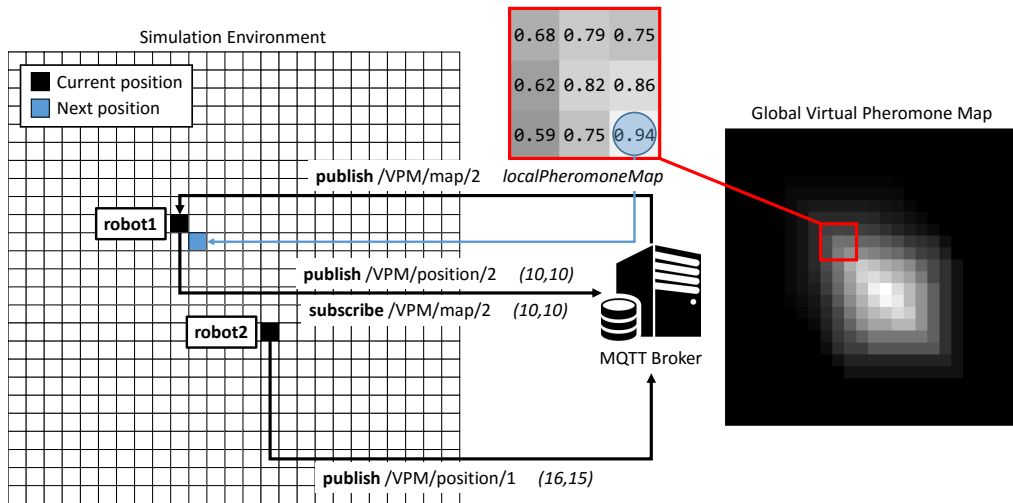 Simulation Environment
Current position
Next position
0.68 0.79 0.75
0.62 0.82 0.86
0.59 0.75 0.94
Global Virtual Pheromone Map
publish /VPM/map/2 localPheromoneMap
robot1
publish /VPM/position/2 (10,10)
subscribe /VPM/map/2 (10,10)
robot2
MQTT Broker
publish /VPM/position/1 (16,15)